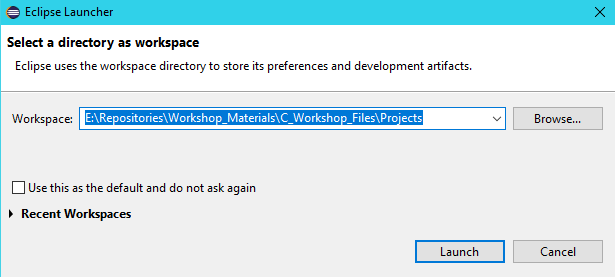 Eclipse Launcher
Select a directory as workspace
Eclipse uses the workspace directory to store its preferences and development artifacts.
Workspace: E:\Repositories\Workshop_Materials\C_Workshop_Files\Projects Browse...
Use this as the default and do not ask again
Recent Workspaces
Launch Cancel